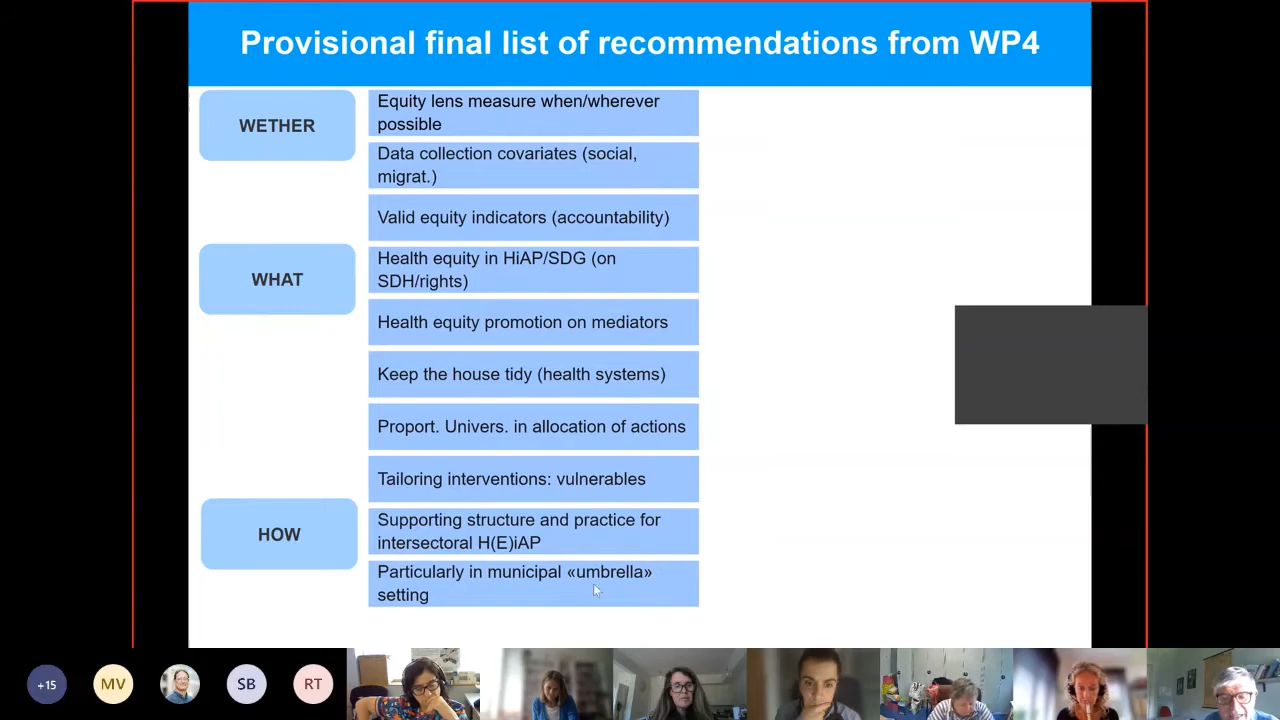 Provisional final list of recommendations from WP4
WETHER
Equity lens measure when/wherever
possible
Data collection covariates (social,
migrat.)
Valid equity indicators (accountability)
WHAT
Health equity in HiAP/SDG (on
SDH/rights)
Health equity promotion on mediators
Keep the house tidy (health systems)
Proport. Univers. in allocation of actions
Tailoring interventions: vulnerables
HOW
Supporting structure and practice for
intersectoral H(E)iAP
Particularly in municipal «umbrella»
setting
+15
MV
SB
RT